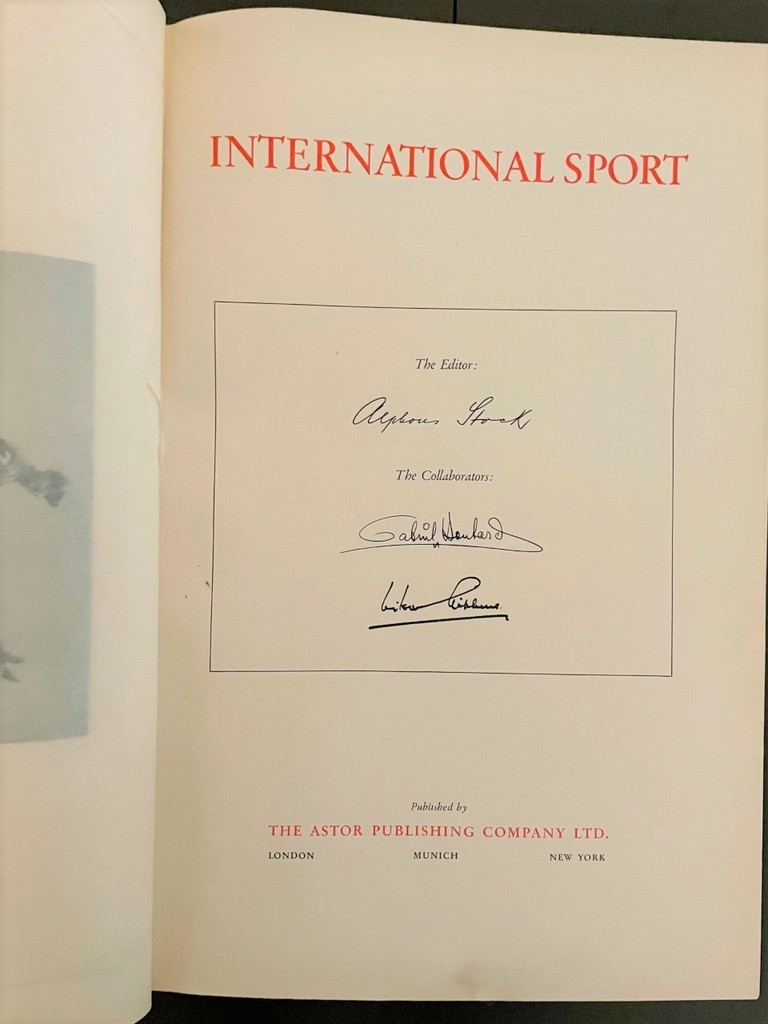 INTERNATIONAL SPORT
The Editor:
Alphons Stock
The Collaborators:
Gabriel
Published by
THE ASTOR PUBLISHING COMPANY LTD.
LONDON MUNICH NEW YORK